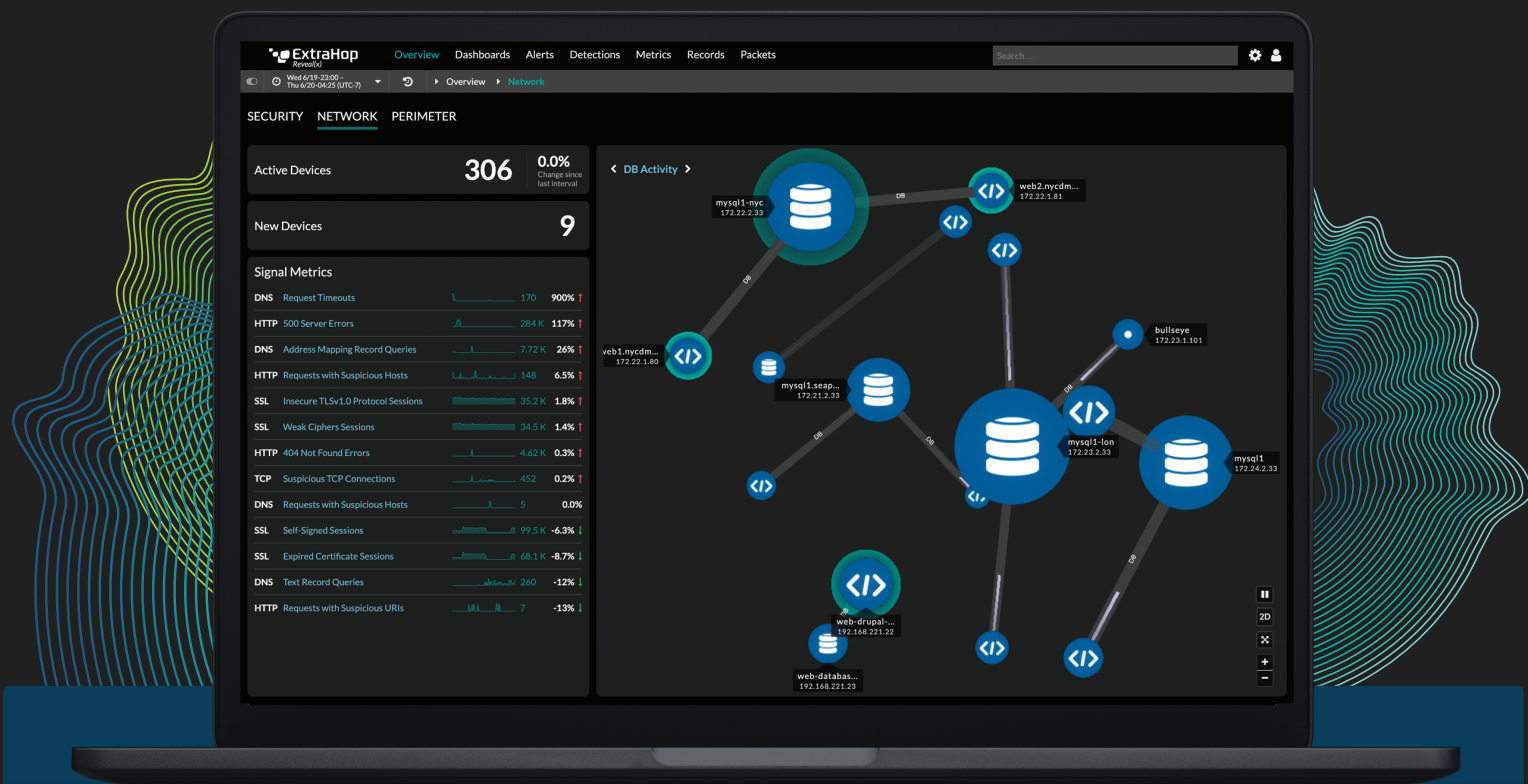 ExtraHop
Reveal(x)
Overview Dashboards Alerts Detections Metrics Records Packets
Search...
Wed 6/19-23:00 –
Thu 6/20-04:25 (UTC-7)
Overview Network
SECURITY NETWORK PERIMETER
Active Devices 306 0.0%
Change since
last interval
New Devices 9
Signal Metrics
DNS Request Timeouts 170 900% ↑
HTTP 500 Server Errors 284 K 117% ↑
DNS Address Mapping Record Queries 7.72 K 26% ↑
HTTP Requests with Suspicious Hosts 148 6.5% ↑
SSL Insecure TLSv1.0 Protocol Sessions 35.2 K 1.8% ↑
SSL Weak Ciphers Sessions 34.5 K 1.4% ↑
HTTP 404 Not Found Errors 4.62 K 0.3% ↑
TCP Suspicious TCP Connections 452 0.2% ↑
DNS Requests with Suspicious Hosts 5 0.0%
SSL Self-Signed Sessions 99.5 K -6.3% ↓
SSL Expired Certificate Sessions 68.1 K -8.7% ↓
DNS Text Record Queries 260 -12% ↓
HTTP Requests with Suspicious URIs 7 -13% ↓
DB Activity
mysql1-nyc
172.22.2.33
DB
web2.nycdm...
172.22.1.81
DB
bullseye
172.23.1.101
web1.nycdm...
172.22.1.80
mysql1.seap...
172.21.2.33
DB
DB
DB
mysql1-lon
172.23.2.33
mysql1
172.24.2.33
DB
DB
web-drupal-...
192.168.221.22
web-databas...
192.168.221.23
2D
+
−